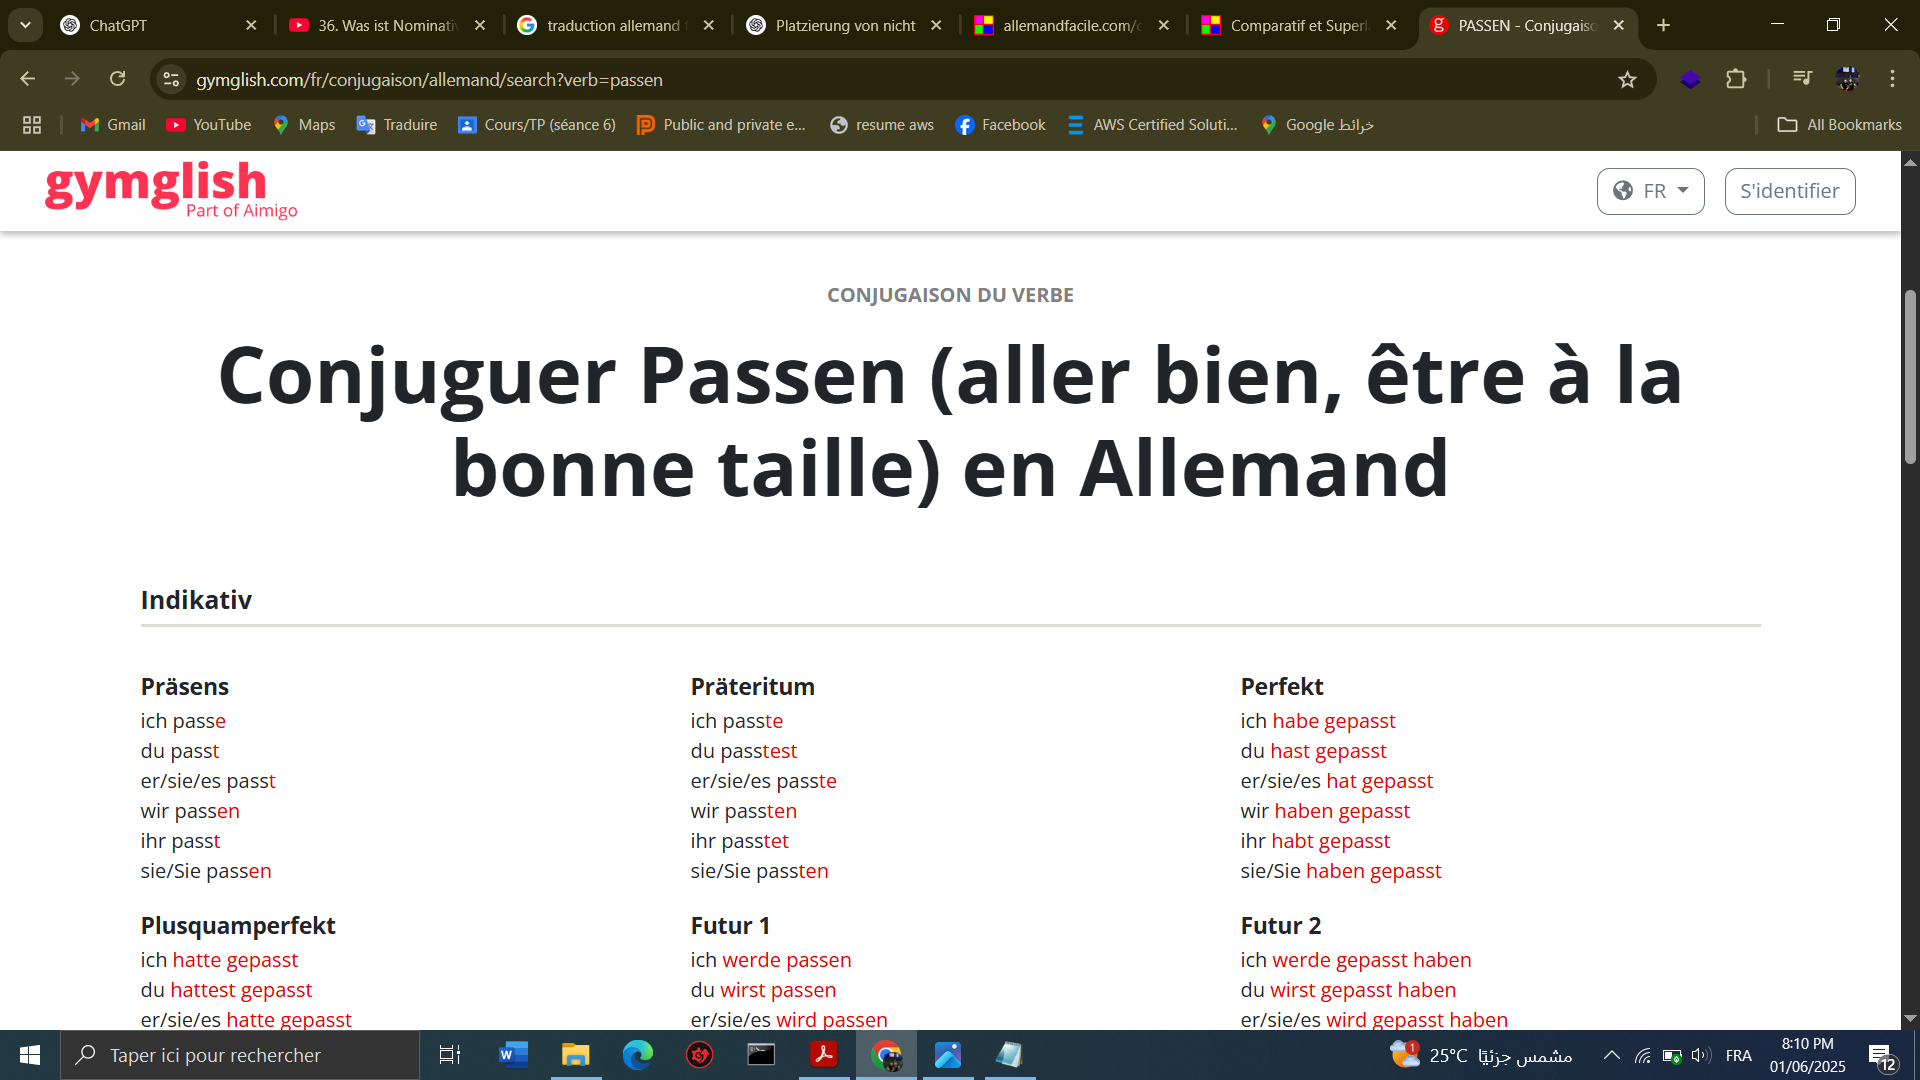 ChatGPT
36. Was ist Nominativ
traduction allemand
Platzierung von nicht
allemandfacile.com/c
Comparatif et Superl
PASSEN - Conjugaiso
gymglish.com/fr/conjugaison/allemand/search?verb=passen
Gmail
YouTube
Maps
Traduire
Cours/TP (séance 6)
Public and private e...
resume aws
Facebook
AWS Certified Soluti...
Google خرائط
All Bookmarks
gymglish
Part of Aimigo
FR
S'identifier
CONJUGAISON DU VERBE
Conjuguer Passen (aller bien, être à la
bonne taille) en Allemand
Indikativ
Präsens
ich passe
du passt
er/sie/es passt
wir passen
ihr passt
sie/Sie passen
Präteritum
ich passte
du passtest
er/sie/es passte
wir passten
ihr passtet
sie/Sie passten
Perfekt
ich habe gepasst
du hast gepasst
er/sie/es hat gepasst
wir haben gepasst
ihr habt gepasst
sie/Sie haben gepasst
Plusquamperfekt
ich hatte gepasst
du hattest gepasst
er/sie/es hatte gepasst
Futur 1
ich werde passen
du wirst passen
er/sie/es wird passen
Futur 2
ich werde gepasst haben
du wirst gepasst haben
er/sie/es wird gepasst haben
Taper ici pour rechercher
1
25°C مشمس جزئيًا
FRA
8:10 PM
01/06/2025
12